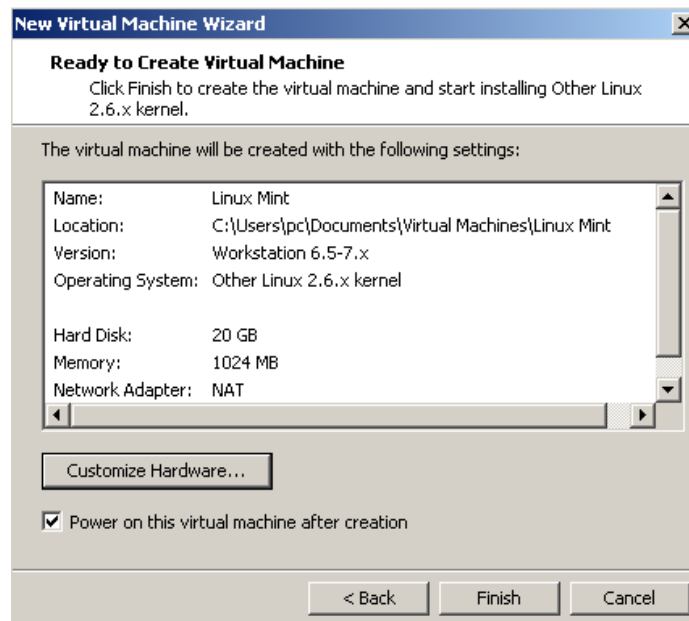 New Virtual Machine Wizard
Ready to Create Virtual Machine
Click Finish to create the virtual machine and start installing Other Linux
2.6.x kernel.
The virtual machine will be created with the following settings:
Name: Linux Mint
Location: C:\Users\pc\Documents\Virtual Machines\Linux Mint
Version: Workstation 6.5-7.x
Operating System: Other Linux 2.6.x kernel
Hard Disk: 20 GB
Memory: 1024 MB
Network Adapter: NAT
Customize Hardware...
Power on this virtual machine after creation
< Back Finish Cancel